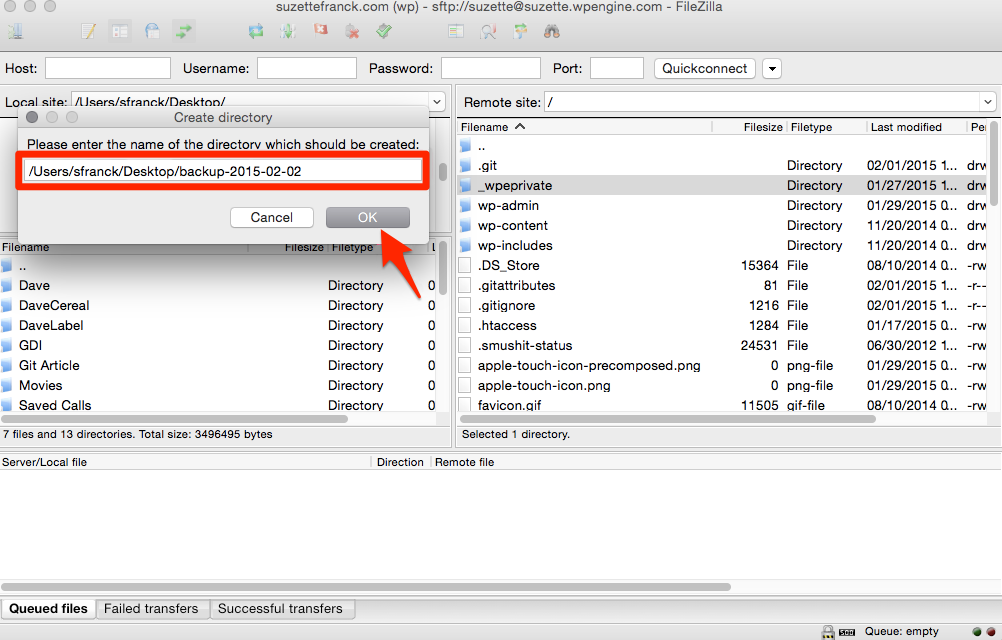 suzettefranck.com (wp) - sftp://suzette@suzette.wpengine.com - FileZilla
Host: Username: Password: Port: Quickconnect
Local site: /Users/sfranck/Desktop/
Remote site: /
Create directory
Please enter the name of the directory which should be created:
/Users/sfranck/Desktop/backup-2015-02-02
Cancel OK
Filename Filesize Filetype L
..
Dave Directory 0
DaveCereal Directory 0
DaveLabel Directory 0
GDI Directory 0
Git Article Directory 0
Movies Directory 0
Saved Calls Directory 0
7 files and 13 directories. Total size: 3496495 bytes
Filename Filesize Filetype Last modified Pe
..
.git Directory 02/01/2015 1... drw
_wpeprivate Directory 01/27/2015 1... drw
wp-admin Directory 01/29/2015 0... drw
wp-content Directory 11/20/2014 0... drw
wp-includes Directory 11/20/2014 0... drw
.DS_Store 15364 File 08/10/2014 0... -rw
.gitattributes 81 File 02/01/2015 1... -r--
.gitignore 1216 File 02/01/2015 1... -rw
.htaccess 1284 File 01/17/2015 0... -rw
.smushit-status 24531 File 06/30/2012 1... -rw
apple-touch-icon-precomposed.png 0 png-file 01/29/2015 0... -rw
apple-touch-icon.png 0 png-file 01/29/2015 0... -rw
favicon.gif 11505 gif-file 08/10/2014 0... -rw
Selected 1 directory.
Server/Local file Direction Remote file
Queued files Failed transfers Successful transfers
Queue: empty